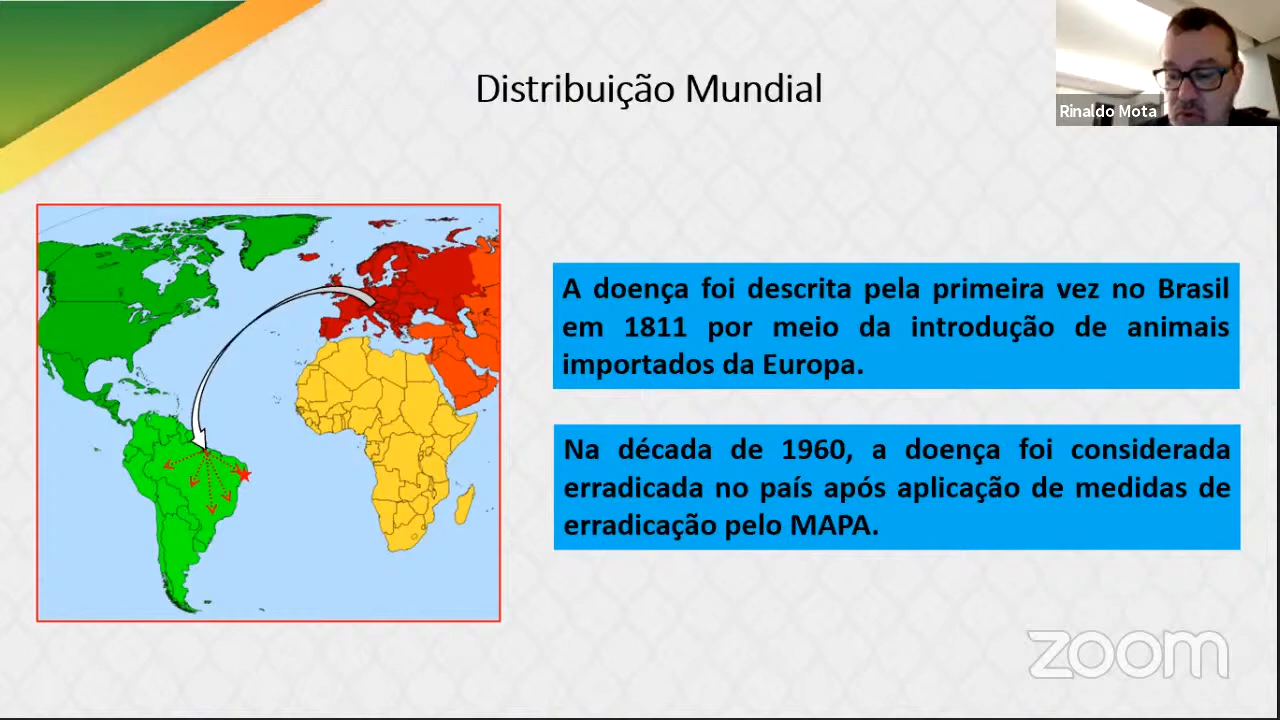 Distribuição Mundial
Rinaldo Mota
A doença foi descrita pela primeira vez no Brasil
em 1811 por meio da introdução de animais
importados da Europa.
Na década de 1960, a doença foi considerada
erradicada no país após aplicação de medidas de
erradicação pelo MAPA.
zoom